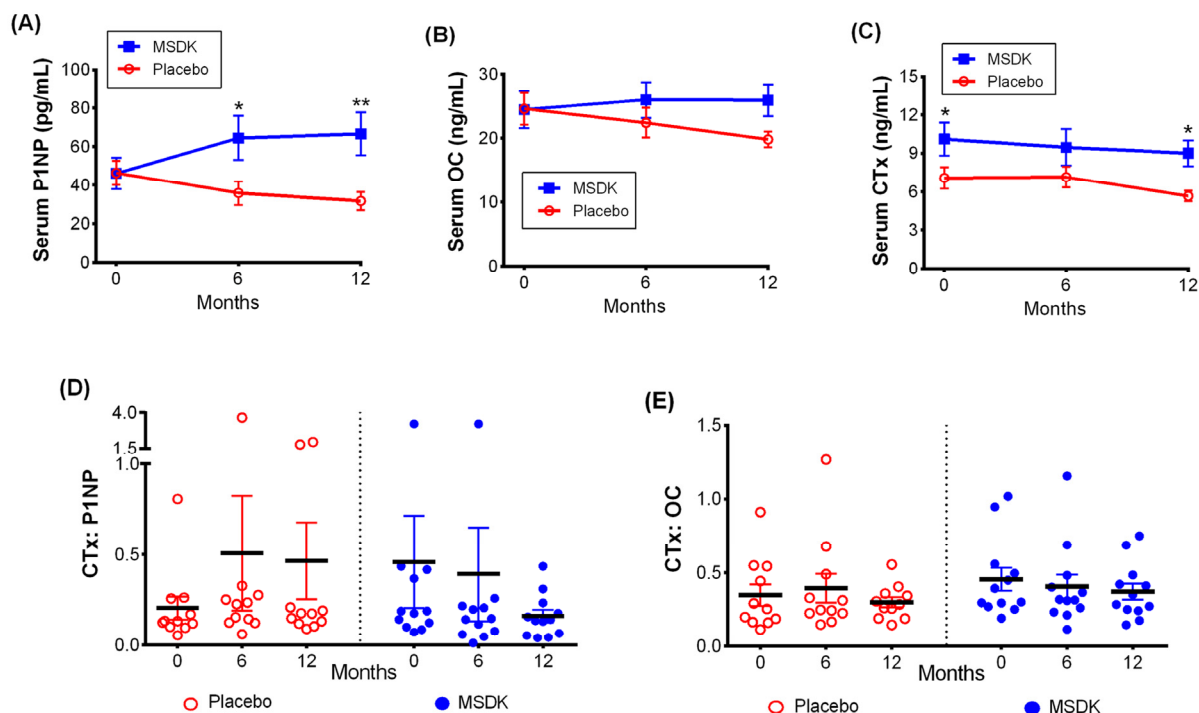 (A)
MSDK
Placebo
Serum P1NP (pg/mL)
100
80
60
40
20
0
*
**
0 6 12
Months
(B)
Serum OC (ng/mL)
30
20
10
0
MSDK
Placebo
0 6 12
Months
(C)
MSDK
Placebo
Serum CTx (ng/mL)
15
12
9
6
3
0
*
*
0 6 12
Months
(D)
CTx: P1NP
4.0
1.5
1.0
0.5
0.0
0 6 12 0 6 12
Months
Placebo MSDK
(E)
CTx: OC
1.5
1.0
0.5
0.0
0 6 12 0 6 12
Months
Placebo MSDK